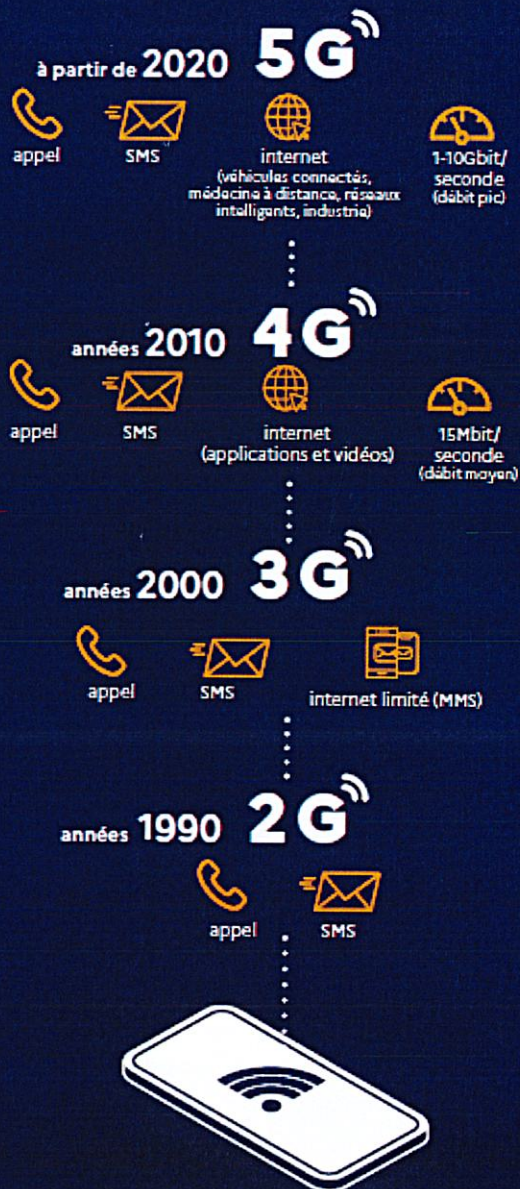 à partir de 2020 5G
appel
SMS
internet
(véhicules connectés,
médecine à distance, réseaux
intelligents, industrie)
1-10Gbit/
seconde
(débit pic)
années 2010 4G
appel
SMS
internet
(applications et vidéos)
15Mbit/
seconde
(débit moyen)
années 2000 3G
appel
SMS
internet limité (MMS)
années 1990 2G
appel
SMS